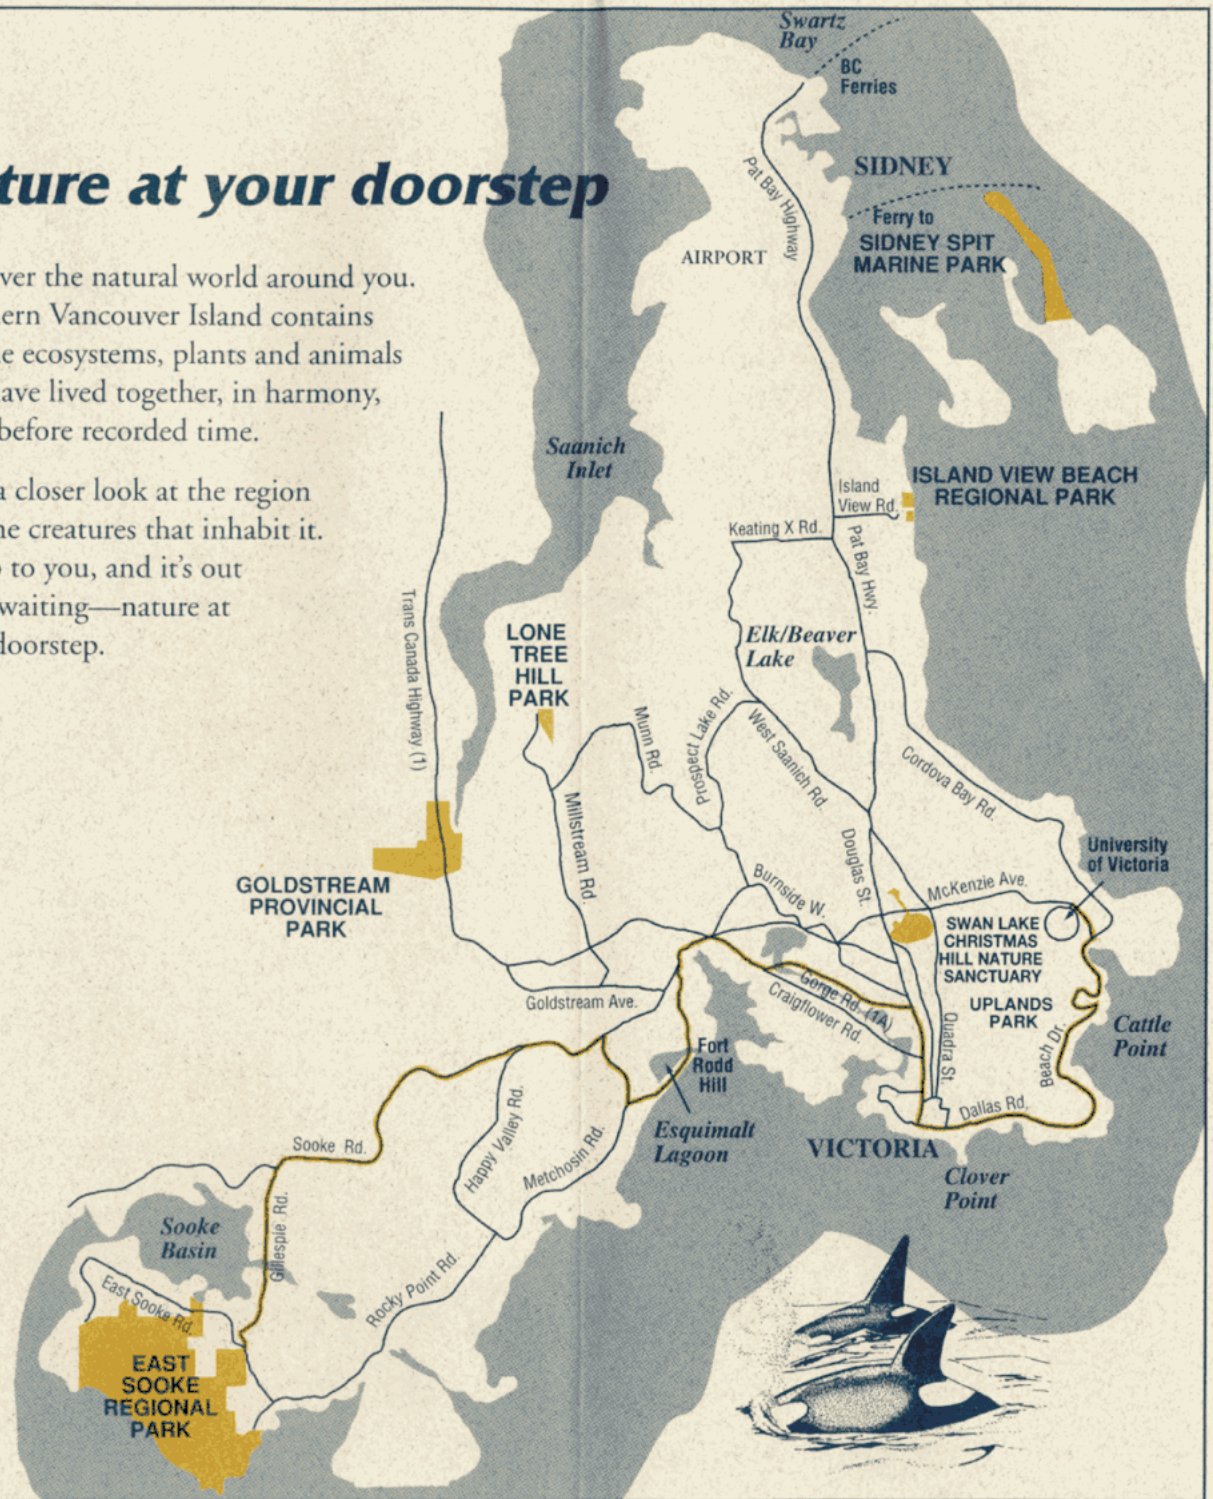 ture at your doorstep
ver the natural world around you.
ern Vancouver Island contains
e ecosystems, plants and animals
ave lived together, in harmony,
before recorded time.
a closer look at the region
ne creatures that inhabit it.
to you, and it's out
waiting—nature at
doorstep.
Swartz
Bay
BC
Ferries
Pat Bay Highway
SIDNEY
Ferry to
SIDNEY SPIT
MARINE PARK
AIRPORT
Saanich
Inlet
ISLAND VIEW BEACH
REGIONAL PARK
Island
View Rd.
Keating X Rd.
Pat Bay Hwy.
Trans Canada Highway (1)
LONE
TREE
HILL
PARK
Elk/Beaver
Lake
Munn Rd.
Prospect Lake Rd.
West Saanich Rd.
Cordova Bay Rd.
Millstream Rd.
Douglas St.
University
of Victoria
GOLDSTREAM
PROVINCIAL
PARK
Burnside W.
McKenzie Ave.
SWAN LAKE
CHRISTMAS
HILL NATURE
SANCTUARY
Goldstream Ave.
Gorge Rd. (1A)
Craigflower Rd.
UPLANDS
PARK
Quadra St.
Beach Dr.
Cattle
Point
Fort
Rodd
Hill
Dallas Rd.
Sooke Rd.
Happy Valley Rd.
Metchosin Rd.
Esquimalt
Lagoon
VICTORIA
Clover
Point
Sooke
Basin
Gillespie Rd.
East Sooke Rd.
Rocky Point Rd.
EAST
SOOKE
REGIONAL
PARK